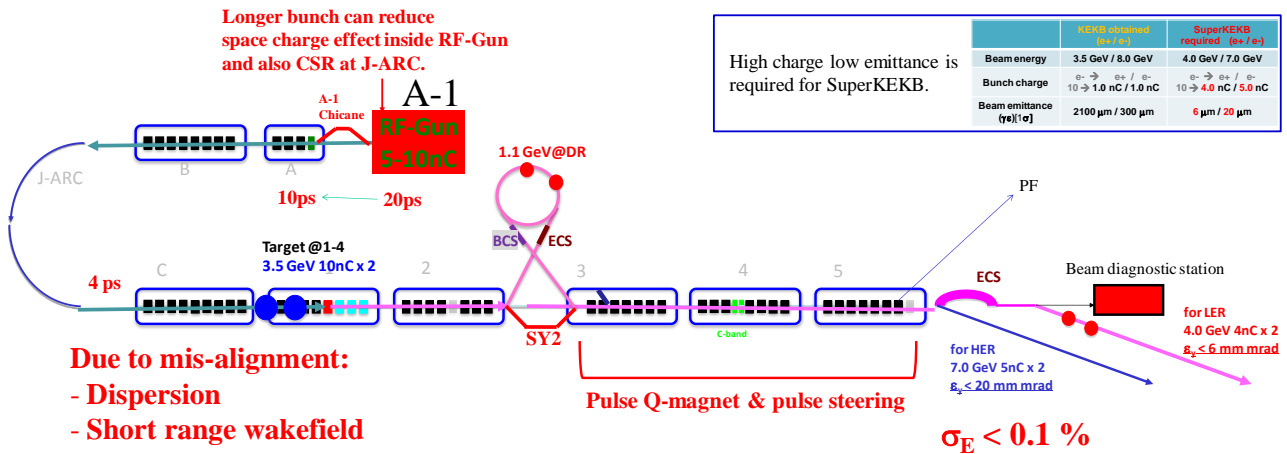 Longer bunch can reduce
space charge effect inside RF-Gun
and also CSR at J-ARC.
High charge low emittance is
required for SuperKEKB.
KEKB obtained SuperKEKB
(e+ / e-) required (e+ / e-)
Beam energy 3.5 GeV / 8.0 GeV 4.0 GeV / 7.0 GeV
Bunch charge e- → e+ / e- e- → e+ / e-
10 → 1.0 nC / 1.0 nC 10 → 4.0 nC / 5.0 nC
Beam emittance 2100 μm / 300 μm 6 μm / 20 μm
(γε)[1σ]
A-1
A-1
Chicane
RF-Gun
5-10nC
J-ARC
B
A
10ps
20ps
1.1 GeV@DR
PF
BCS
ECS
Target @1-4
3.5 GeV 10nC x 2
4 ps
C
2
3
4
5
C-band
SY2
ECS
Beam diagnostic station
for LER
4.0 GeV 4nC x 2
εy < 6 mm mrad
for HER
7.0 GeV 5nC x 2
εy < 20 mm mrad
Due to mis-alignment:
- Dispersion
- Short range wakefield
Pulse Q-magnet & pulse steering
σE < 0.1 %